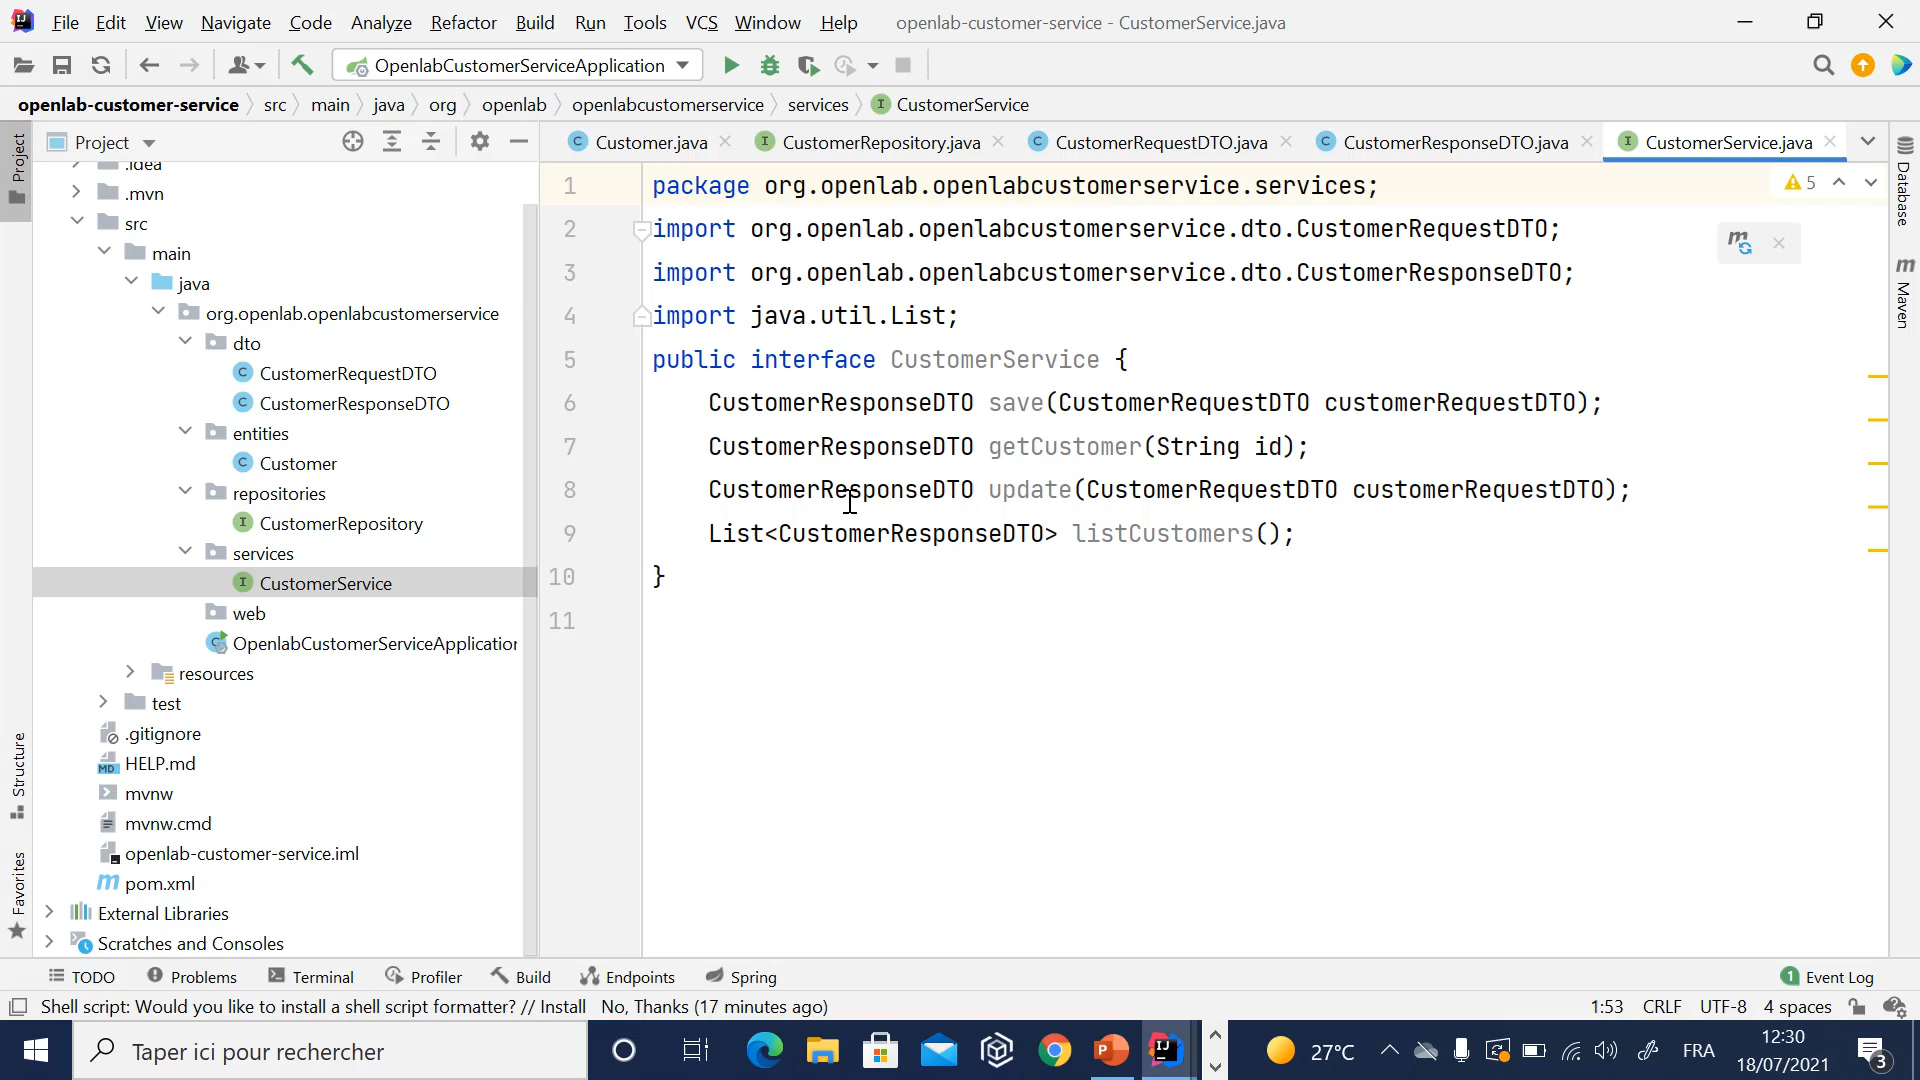 File Edit View Navigate Code Analyze Refactor Build Run Tools VCS Window Help openlab-customer-service - CustomerService.java
OpenlabCustomerServiceApplication
openlab-customer-service src main java org openlab openlabcustomerservice services CustomerService
Project
Customer.java CustomerRepository.java CustomerRequestDTO.java CustomerResponseDTO.java CustomerService.java
Project
Structure
Favorites
.idea
.mvn
src
main
java
org.openlab.openlabcustomerservice
dto
CustomerRequestDTO
CustomerResponseDTO
entities
Customer
repositories
CustomerRepository
services
CustomerService
web
OpenlabCustomerServiceApplication
resources
test
.gitignore
HELP.md
mvnw
mvnw.cmd
openlab-customer-service.iml
pom.xml
External Libraries
Scratches and Consoles
1 package org.openlab.openlabcustomerservice.services;
2 import org.openlab.openlabcustomerservice.dto.CustomerRequestDTO;
3 import org.openlab.openlabcustomerservice.dto.CustomerResponseDTO;
4 import java.util.List;
5 public interface CustomerService {
6 CustomerResponseDTO save(CustomerRequestDTO customerRequestDTO);
7 CustomerResponseDTO getCustomer(String id);
8 CustomerResponseDTO update(CustomerRequestDTO customerRequestDTO);
9 List<CustomerResponseDTO> listCustomers();
10 }
11
5
Database
Maven
TODO Problems Terminal Profiler Build Endpoints Spring 1 Event Log
Shell script: Would you like to install a shell script formatter? // Install No, Thanks (17 minutes ago) 1:53 CRLF UTF-8 4 spaces
Taper ici pour rechercher
27°C FRA
12:30
18/07/2021
3